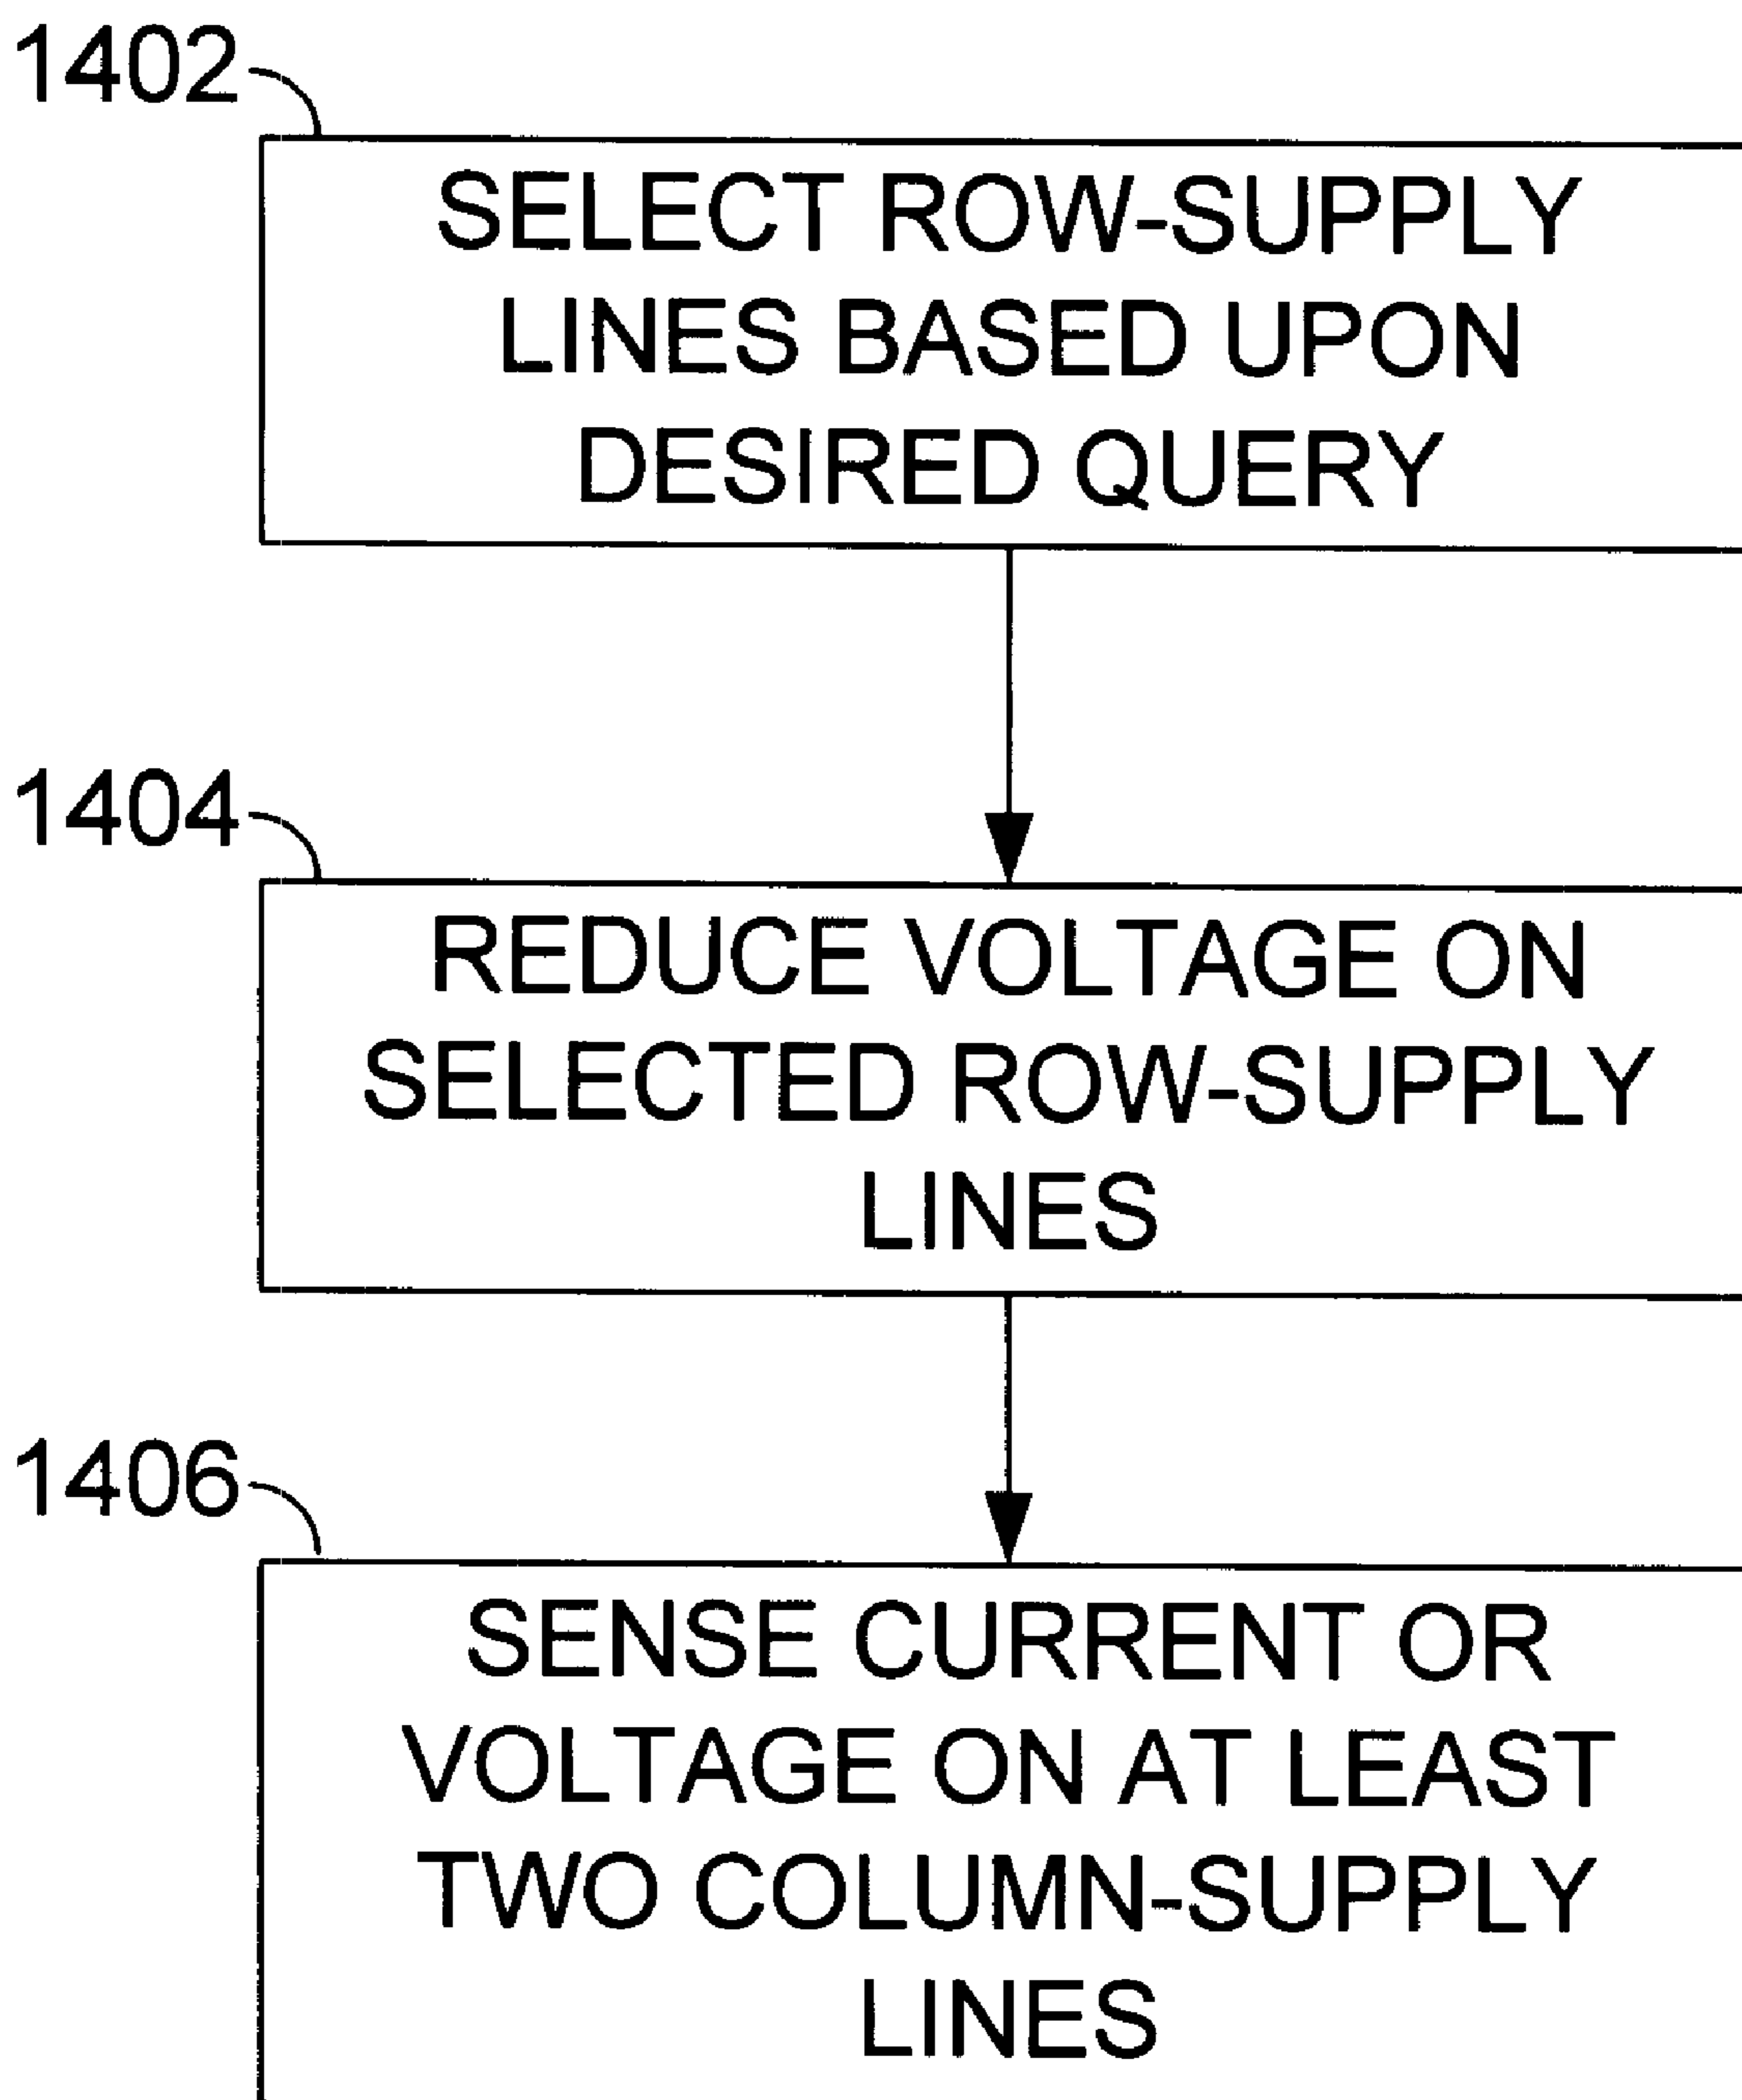 1402
SELECT ROW-SUPPLY
LINES BASED UPON
DESIRED QUERY
1404
REDUCE VOLTAGE ON
SELECTED ROW-SUPPLY
LINES
1406
SENSE CURRENT OR
VOLTAGE ON AT LEAST
TWO COLUMN-SUPPLY
LINES